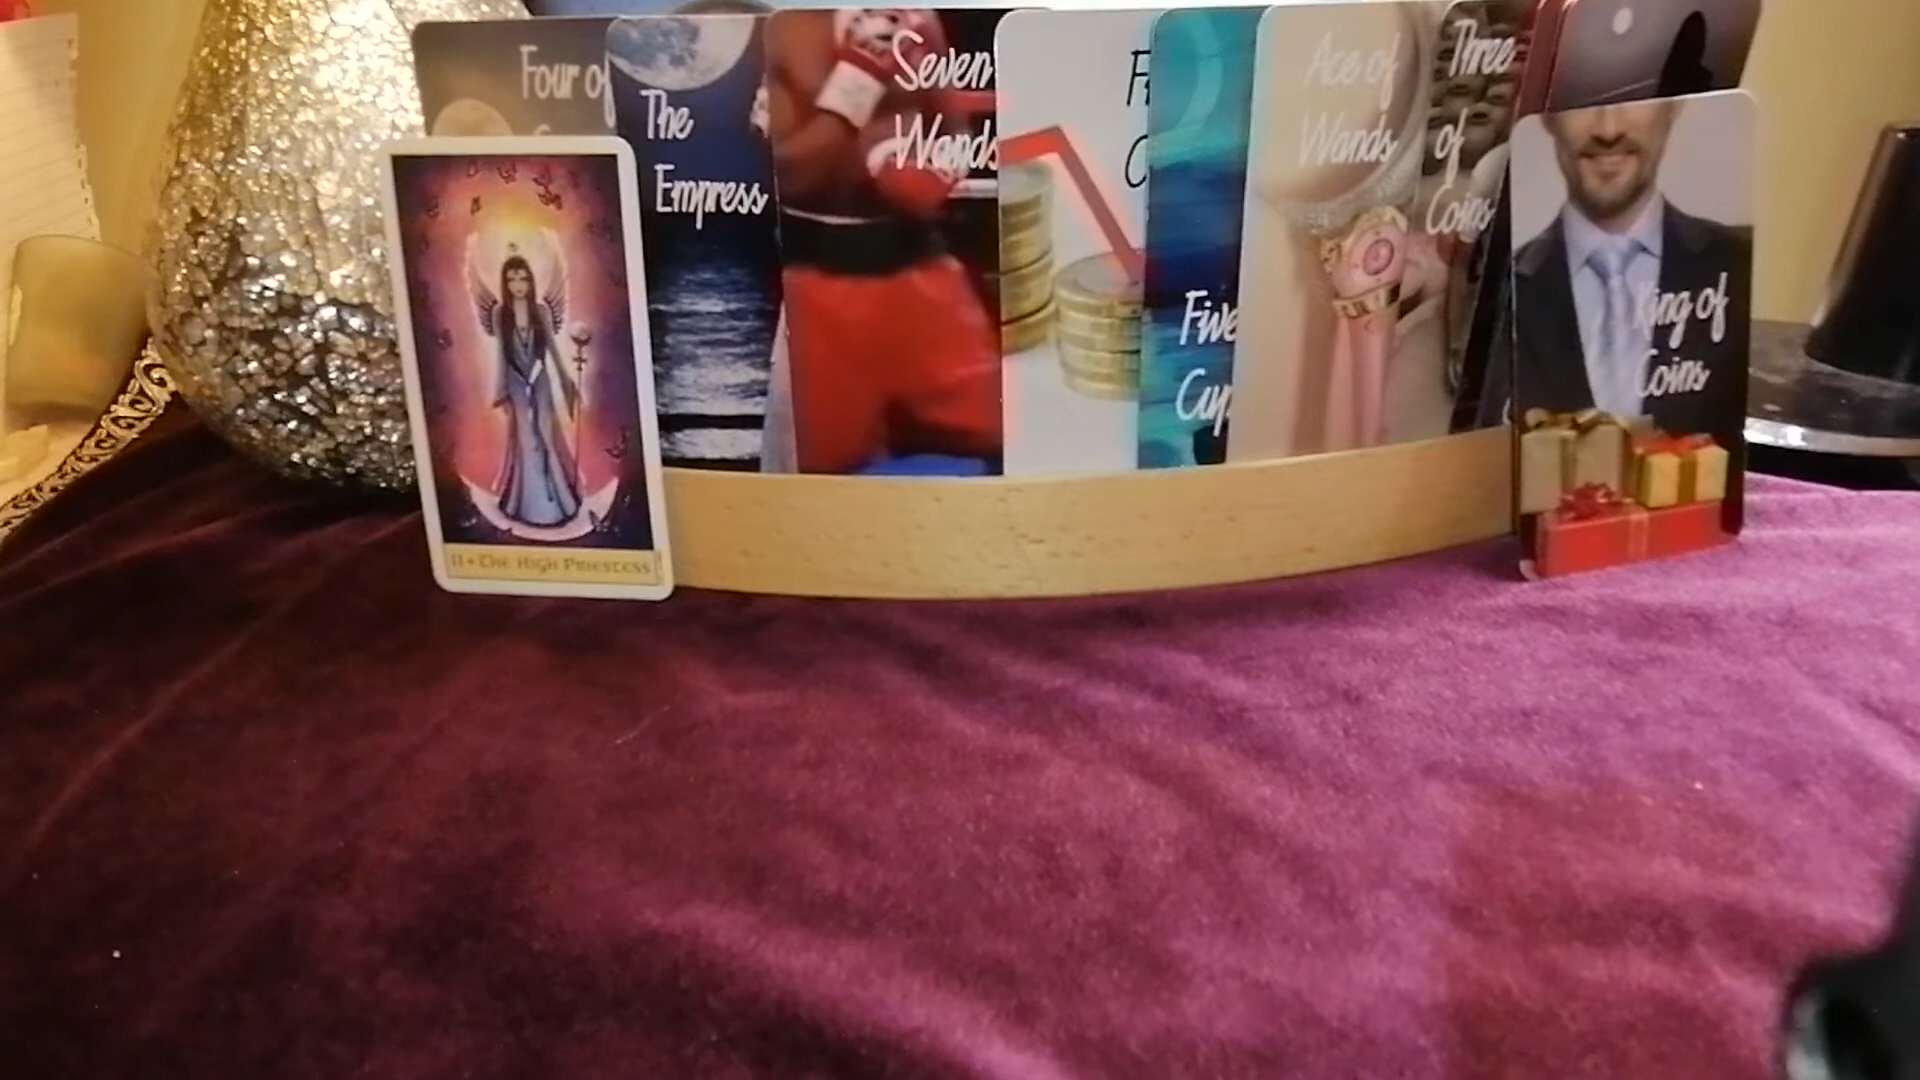 Four of
The
Empress
Seven
Wands
Five
Cup
Ace of
Wands
Three
of
Coins
King of
Coins
II • The High Priestess